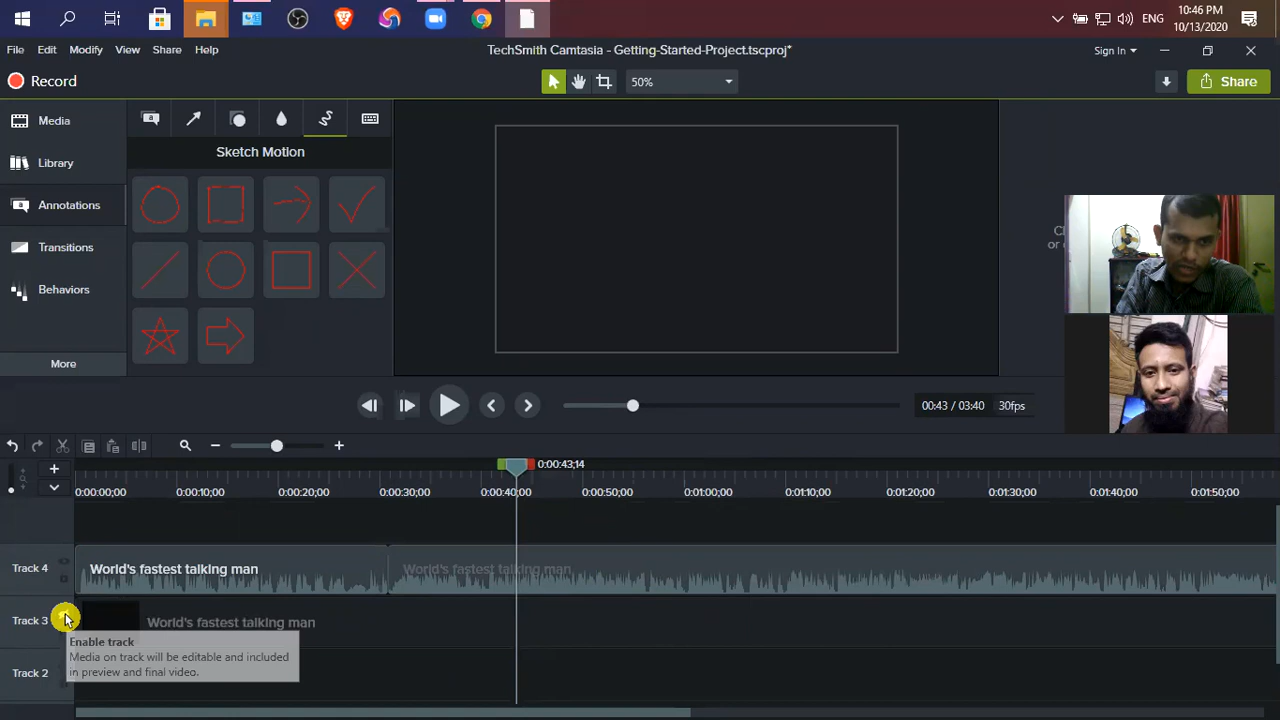 ENG
10:46 PM
10/13/2020
File Edit Modify View Share Help
TechSmith Camtasia - Getting-Started-Project.tscproj*
Sign In
Record
50%
Share
Media
Library
Annotations
Transitions
Behaviors
More
Sketch Motion
00:43 / 03:40 30fps
0:00:43;14
0:00:00;00 0:00:10;00 0:00:20;00 0:00:30;00 0:00:40;00 0:00:50;00 0:01:00;00 0:01:10;00 0:01:20;00 0:01:30;00 0:01:40;00 0:01:50;00
Track 4
World's fastest talking man
World's fastest talking man
Track 3
World's fastest talking man
Enable track
Media on track will be editable and included
in preview and final video.
Track 2